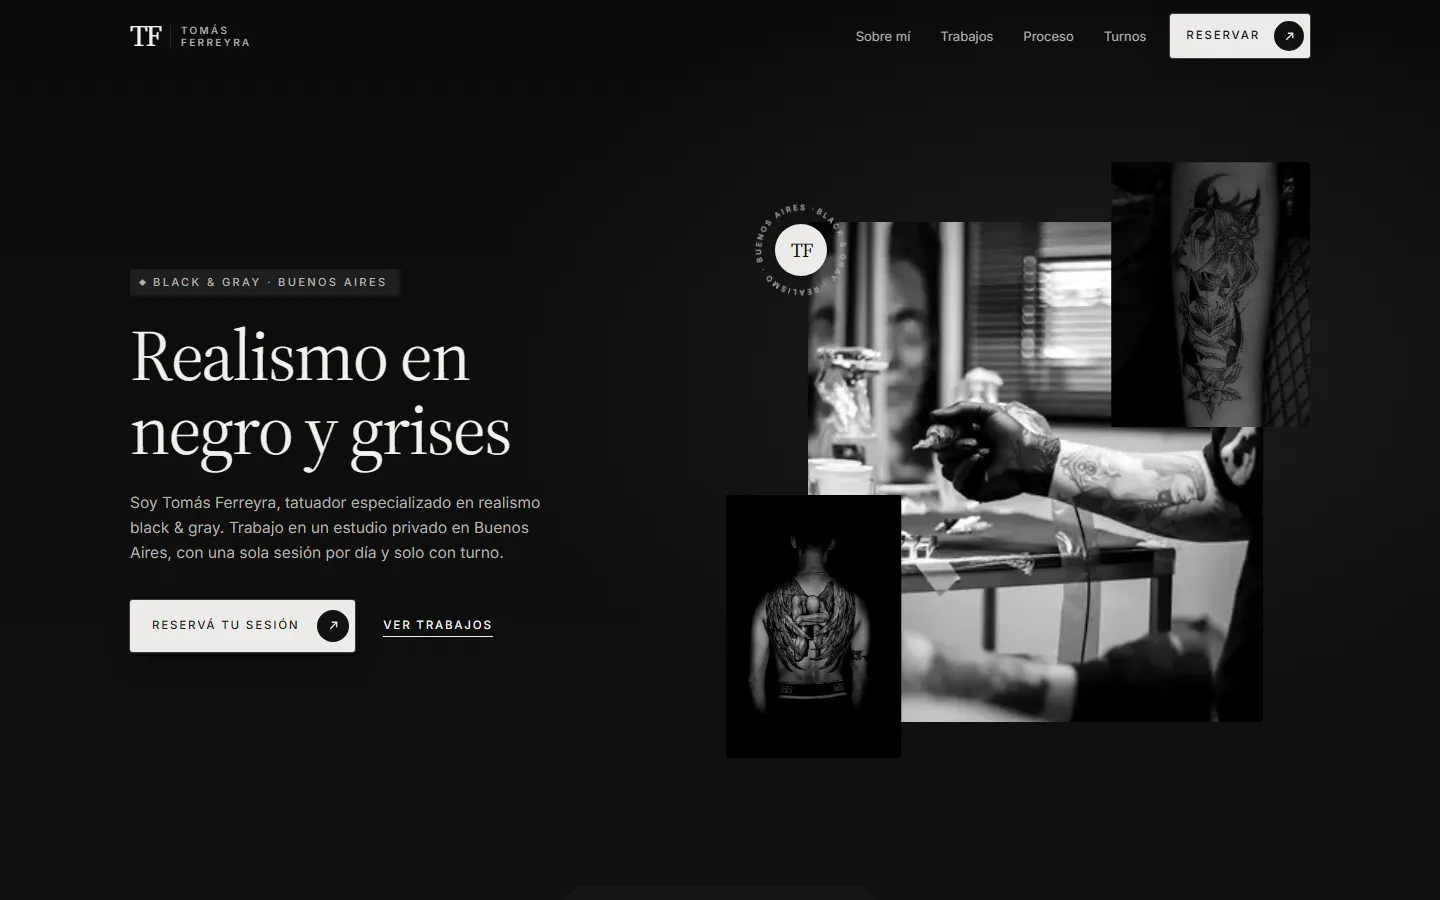 TF
TOMÁS
FERREYRA
Sobre mí
Trabajos
Proceso
Turnos
RESERVAR
BUENOS AIRES · BLACK & GRAY · REALISMO ·
TF
BLACK & GRAY · BUENOS AIRES
Realismo en
negro y grises
Soy Tomás Ferreyra, tatuador especializado en realismo
black & gray. Trabajo en un estudio privado en Buenos
Aires, con una sola sesión por día y solo con turno.
RESERVÁ TU SESIÓN
VER TRABAJOS